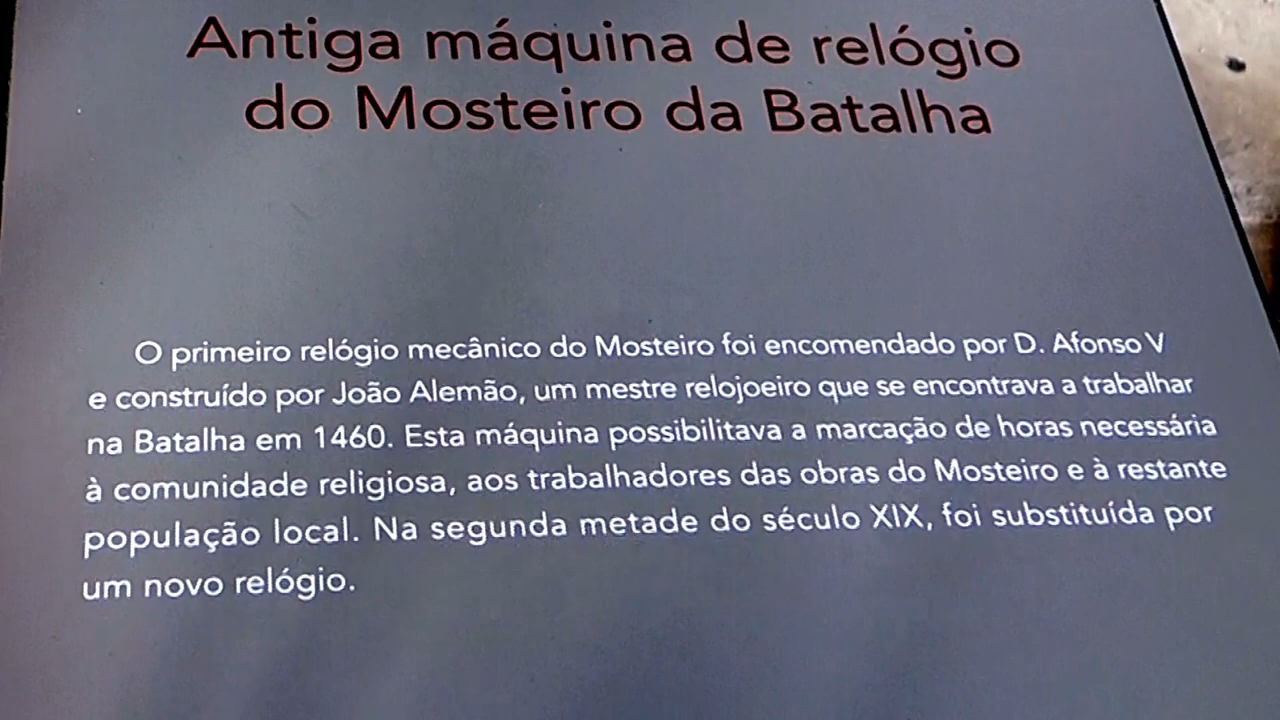 Antiga máquina de relógio
do Mosteiro da Batalha
O primeiro relógio mecânico do Mosteiro foi encomendado por D. Afonso V
e construído por João Alemão, um mestre relojoeiro que se encontrava a trabalhar
na Batalha em 1460. Esta máquina possibilitava a marcação de horas necessária
à comunidade religiosa, aos trabalhadores das obras do Mosteiro e à restante
população local. Na segunda metade do século XIX, foi substituída por
um novo relógio.